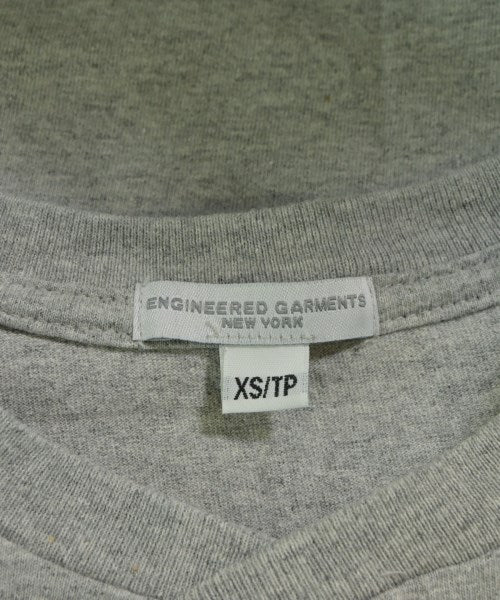 ENGINEERED GARMENTS
NEW YORK
XS/TP